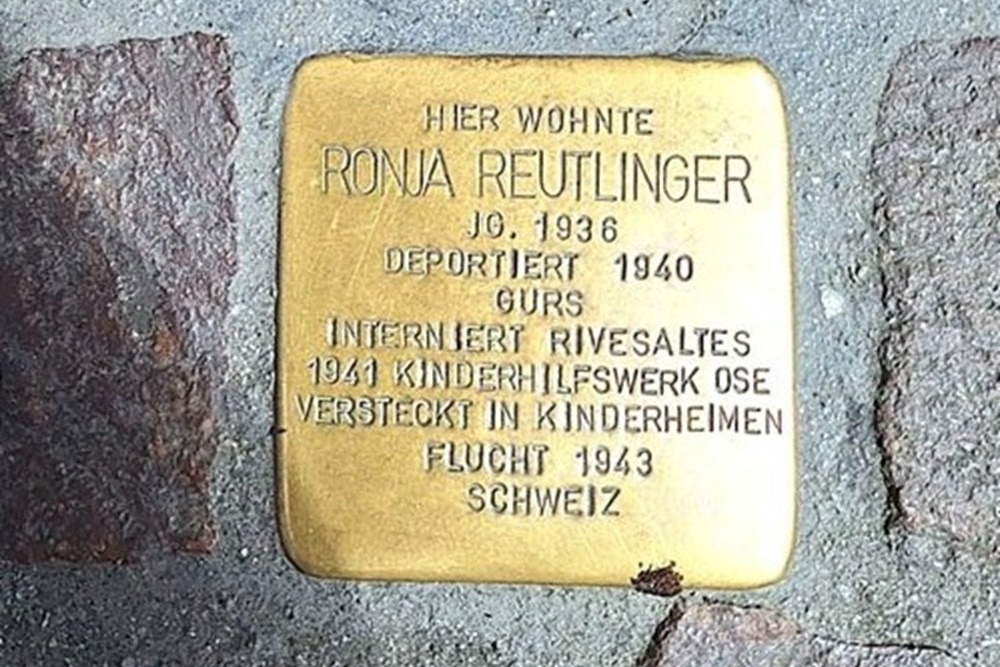 HIER WOHNTE
RONJA REUTLINGER
JG. 1936
DEPORTIERT 1940
GURS
INTERNIERT RIVESALTES
1941 KINDERHILFSWERK OSE
VERSTECKT IN KINDERHEIMEN
FLUCHT 1943
SCHWEIZ